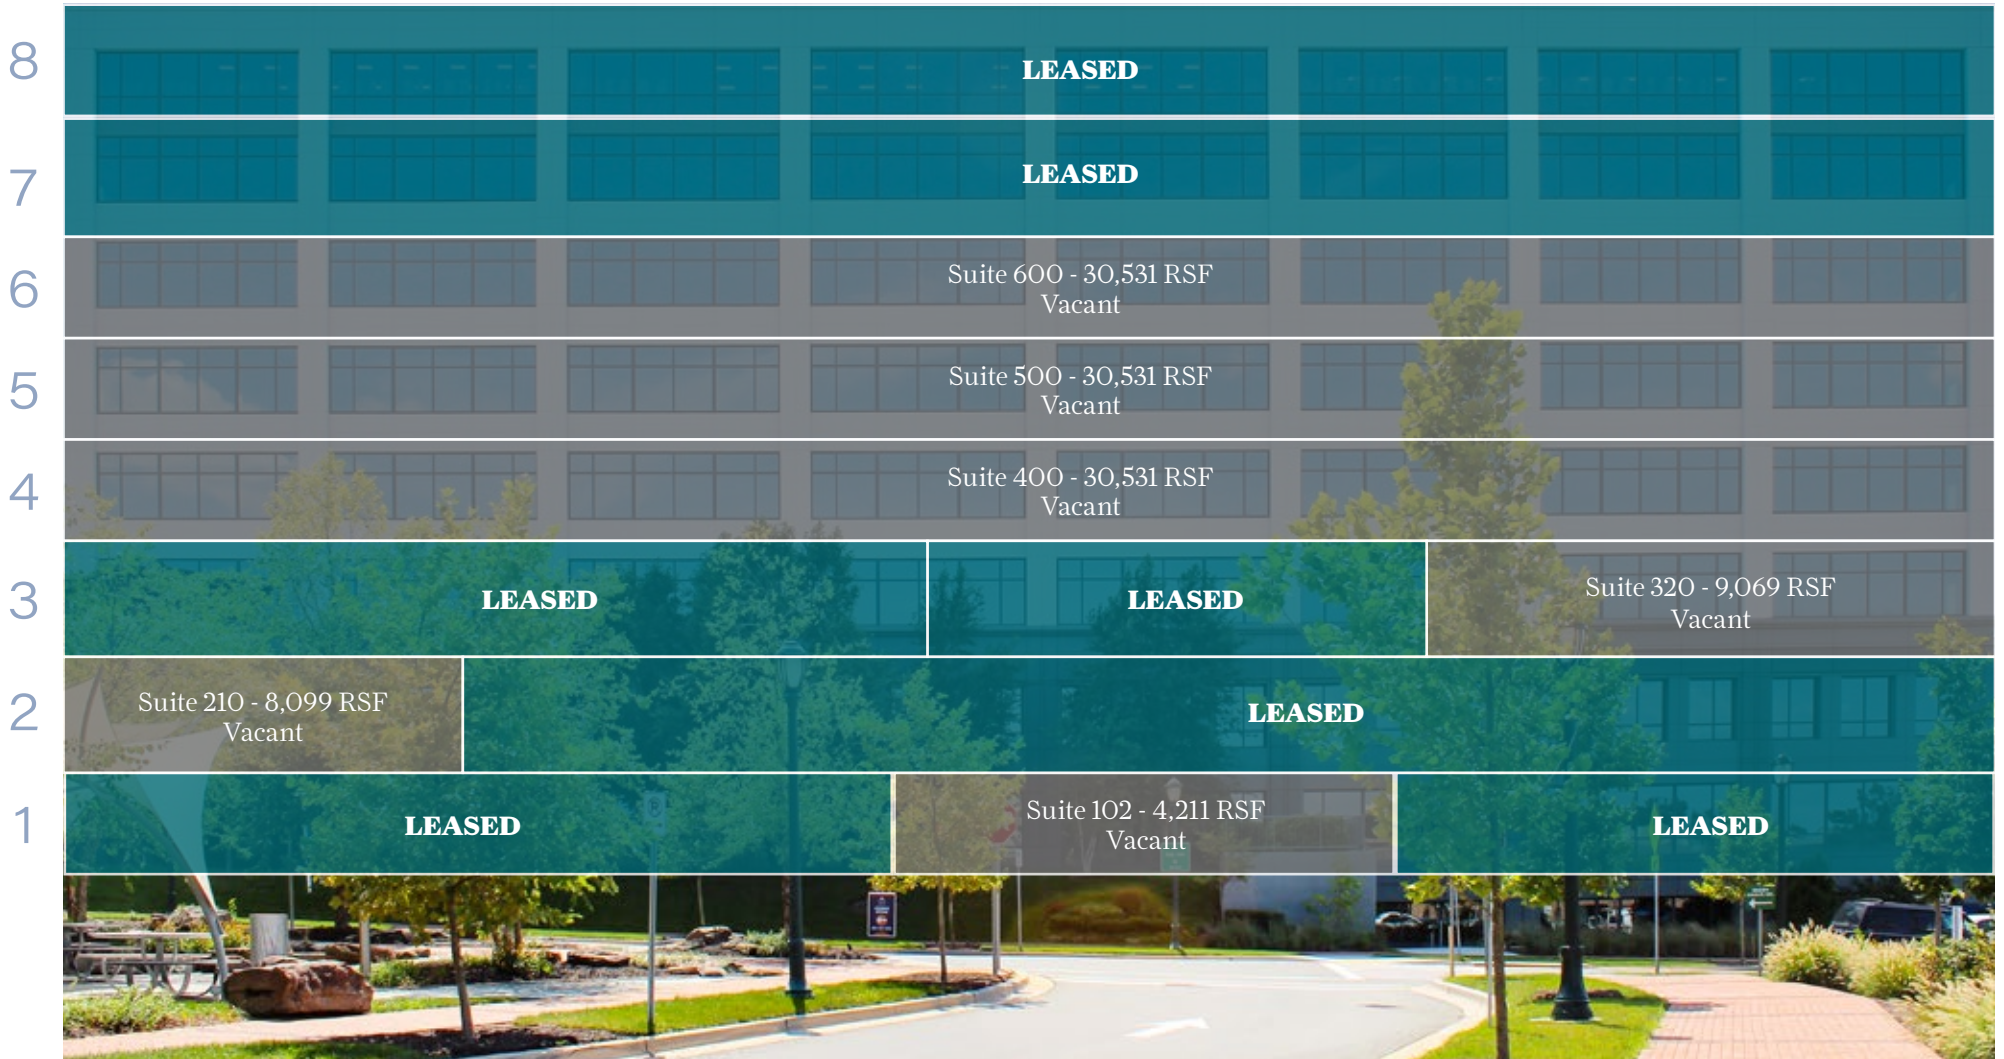 8
LEASED
7
LEASED
6
Suite 600 - 30,531 RSF
Vacant
5
Suite 500 - 30,531 RSF
Vacant
4
Suite 400 - 30,531 RSF
Vacant
3
LEASED
LEASED
Suite 320 - 9,069 RSF
Vacant
2
Suite 210 - 8,099 RSF
Vacant
LEASED
1
LEASED
Suite 102 - 4,211 RSF
Vacant
LEASED